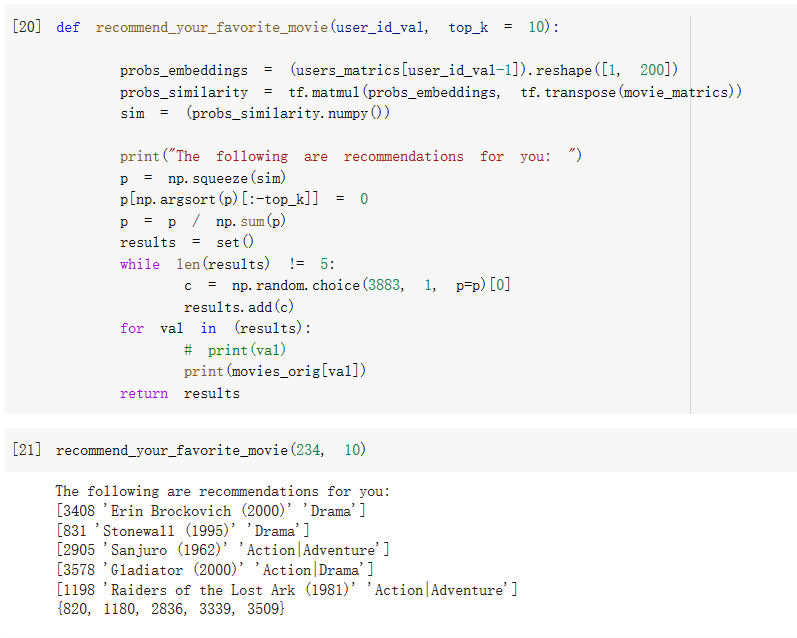 [20] def recommend_your_favorite_movie(user_id_val, top_k = 10):
probs_embeddings = (users_matrics[user_id_val-1]).reshape([1, 200])
probs_similarity = tf.matmul(probs_embeddings, tf.transpose(movie_matrics))
sim = (probs_similarity.numpy())
print("The following are recommendations for you: ")
p = np.squeeze(sim)
p[np.argsort(p)[:-top_k]] = 0
p = p / np.sum(p)
results = set()
while len(results) != 5:
c = np.random.choice(3883, 1, p=p)[0]
results.add(c)
for val in (results):
# print(val)
print(movies_orig[val])
return results
[21] recommend_your_favorite_movie(234, 10)
The following are recommendations for you:
[3408 'Erin Brockovich (2000)' 'Drama']
[831 'Stonewall (1995)' 'Drama']
[2905 'Sanjuro (1962)' 'Action|Adventure']
[3578 'Gladiator (2000)' 'Action|Drama']
[1198 'Raiders of the Lost Ark (1981)' 'Action|Adventure']
{820, 1180, 2836, 3339, 3509}